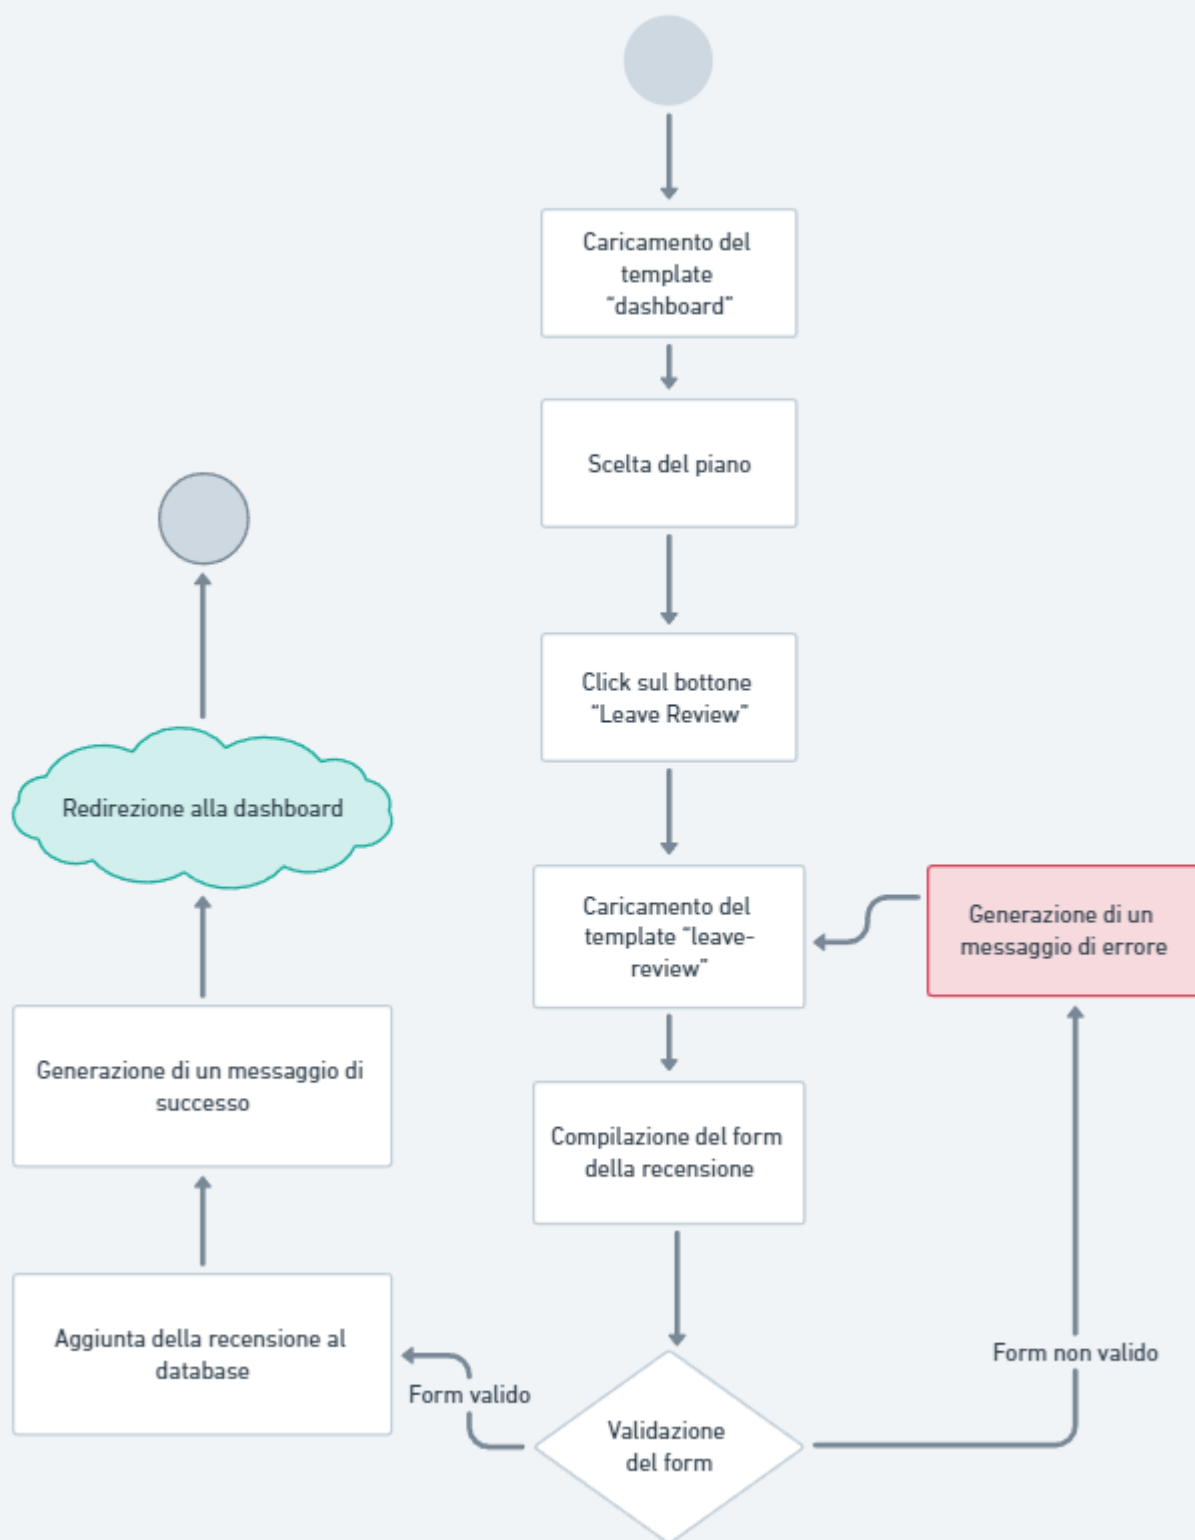 Caricamento del
template
“dashboard”
Scelta del piano
Click sul bottone
“Leave Review”
Redirezione alla dashboard
Caricamento del
template “leave-
review”
Generazione di un
messaggio di errore
Generazione di un messaggio di
successo
Compilazione del form
della recensione
Aggiunta della recensione al
database
Form valido
Form non valido
Validazione
del form